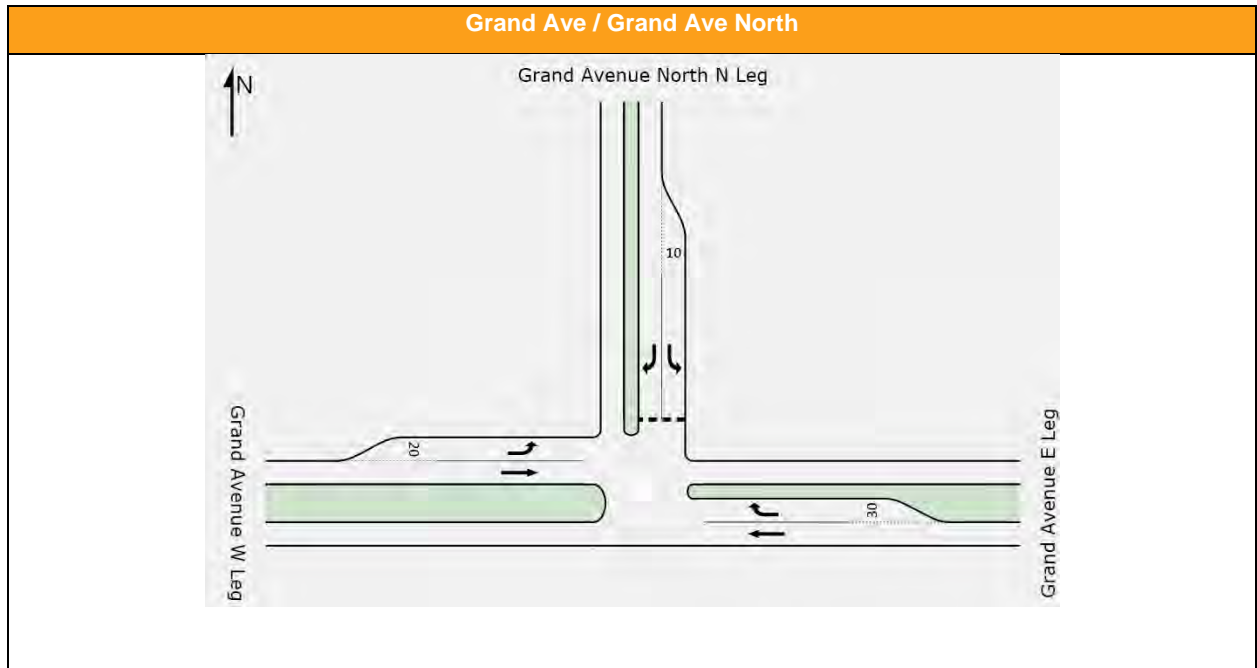 Grand Ave / Grand Ave North
N
Grand Avenue North N Leg
10
Grand Avenue W Leg
20
30
Grand Avenue E Leg